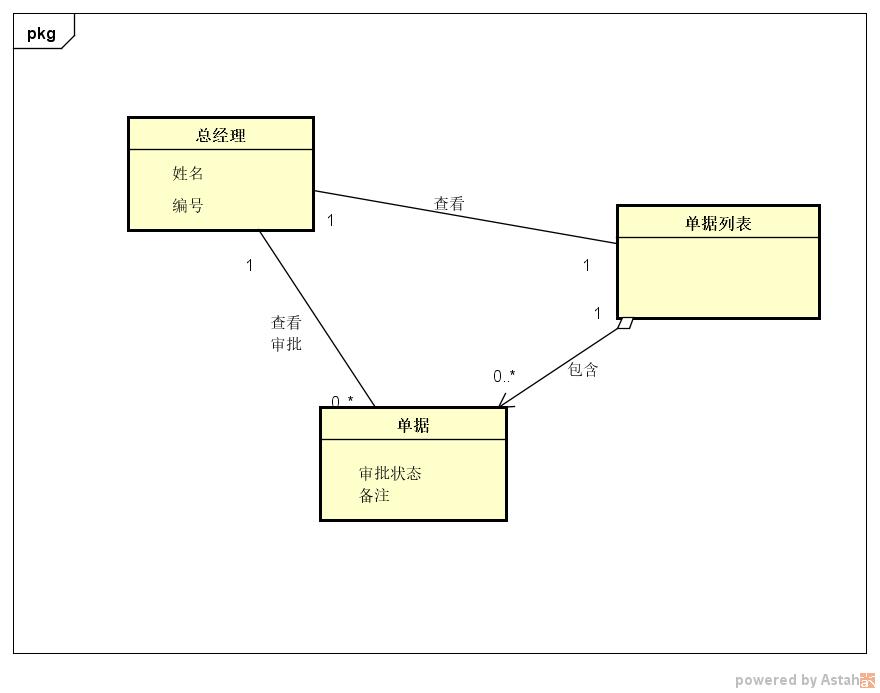 pkg
总经理
姓名
编号
查看
1
单据列表
1
1
1
查看
审批
包含
0..*
0..*
单据
审批状态
备注
powered by Astah